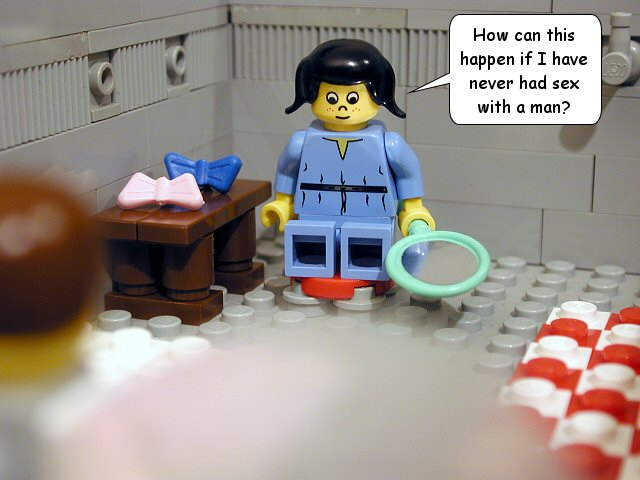 How can this
happen if I have
never had sex
with a man?